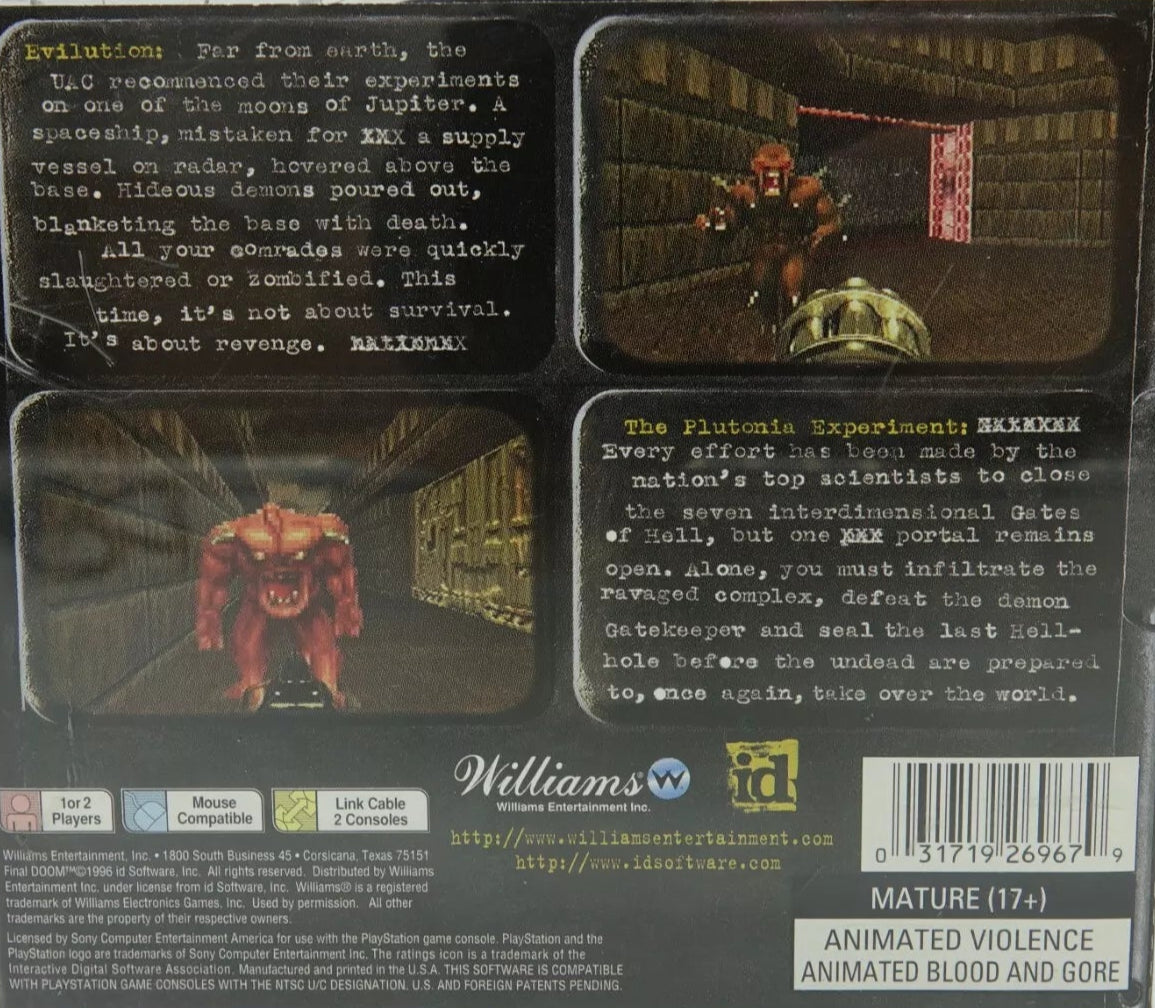 Evilution: Far from earth, the
UAC recommenced their experiments
on one of the moons of Jupiter. A
spaceship, mistaken for XXX a supply
vessel on radar, hovered above the
base. Hideous demons poured out,
blanketing the base with death.
All your comrades were quickly
slaughtered or zombified. This
time, it's not about survival.
It's about revenge.
The Plutonia Experiment:
Every effort has been made by the
nation's top scientists to close
the seven interdimensional Gates
of Hell, but one XXX portal remains
open. Alone, you must infiltrate the
ravaged complex, defeat the demon
Gatekeeper and seal the last Hell-
hole before the undead are prepared
to, once again, take over the world.
1or 2
Players
Mouse
Compatible
Link Cable
2 Consoles
Williams® W
Williams Entertainment Inc.
id
http://www.williamsentertainment.com
http://www.idsoftware.com
Williams Entertainment, Inc. • 1800 South Business 45 • Corsicana, Texas 75151
Final DOOM™©1996 id Software, Inc. All rights reserved. Distributed by Williams
Entertainment Inc. under license from id Software, Inc. Williams® is a registered
trademark of Williams Electronics Games, Inc. Used by permission. All other
trademarks are the property of their respective owners.
Licensed by Sony Computer Entertainment America for use with the PlayStation game console. PlayStation and the
PlayStation logo are trademarks of Sony Computer Entertainment Inc. The ratings icon is a trademark of the
Interactive Digital Software Association. Manufactured and printed in the U.S.A. THIS SOFTWARE IS COMPATIBLE
WITH PLAYSTATION GAME CONSOLES WITH THE NTSC U/C DESIGNATION. U.S. AND FOREIGN PATENTS PENDING.
0 31719 26967 9
MATURE (17+)
ANIMATED VIOLENCE
ANIMATED BLOOD AND GORE